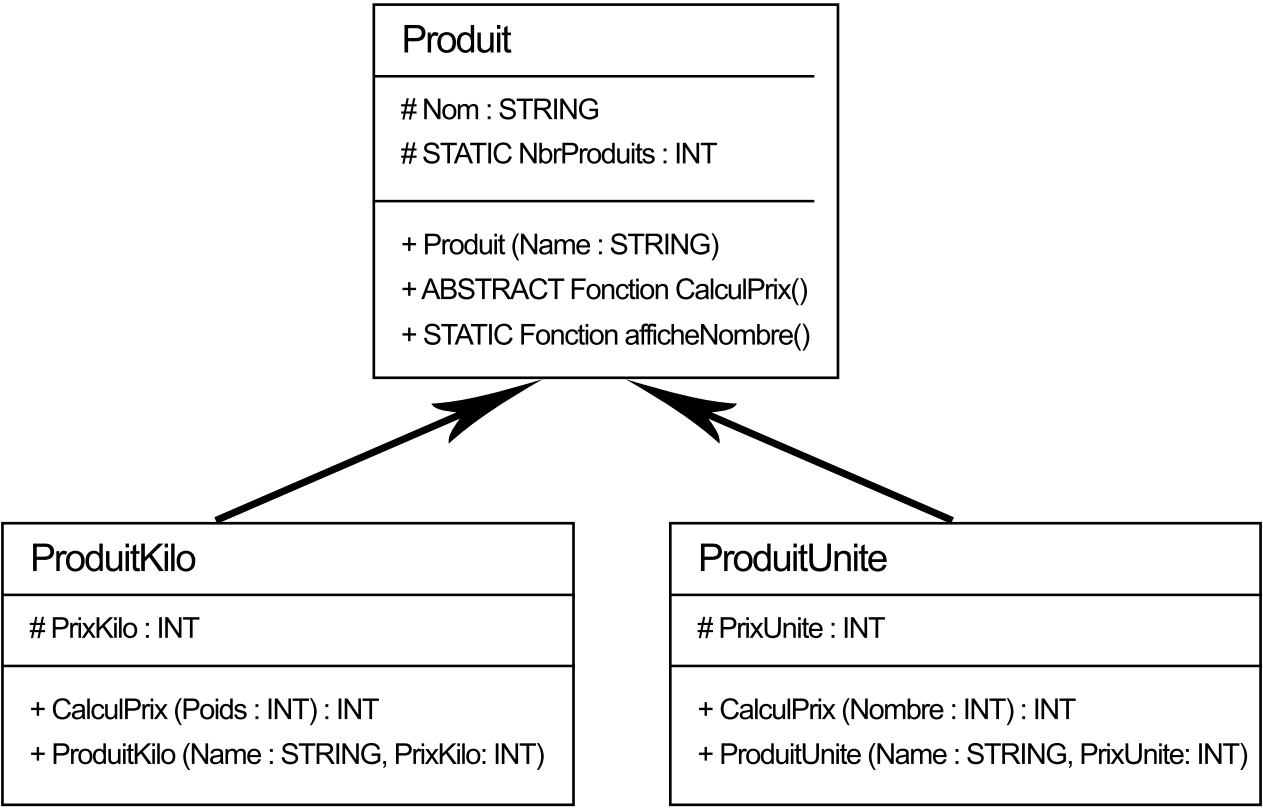 Produit
# Nom : STRING
# STATIC NbrProduits : INT
+ Produit (Name : STRING)
+ ABSTRACT Fonction CalculPrix()
+ STATIC Fonction afficheNombre()
ProduitKilo
# PrixKilo : INT
+ CalculPrix (Poids : INT) : INT
+ ProduitKilo (Name : STRING, PrixKilo: INT)
ProduitUnite
# PrixUnite : INT
+ CalculPrix (Nombre : INT) : INT
+ ProduitUnite (Name : STRING, PrixUnite: INT)